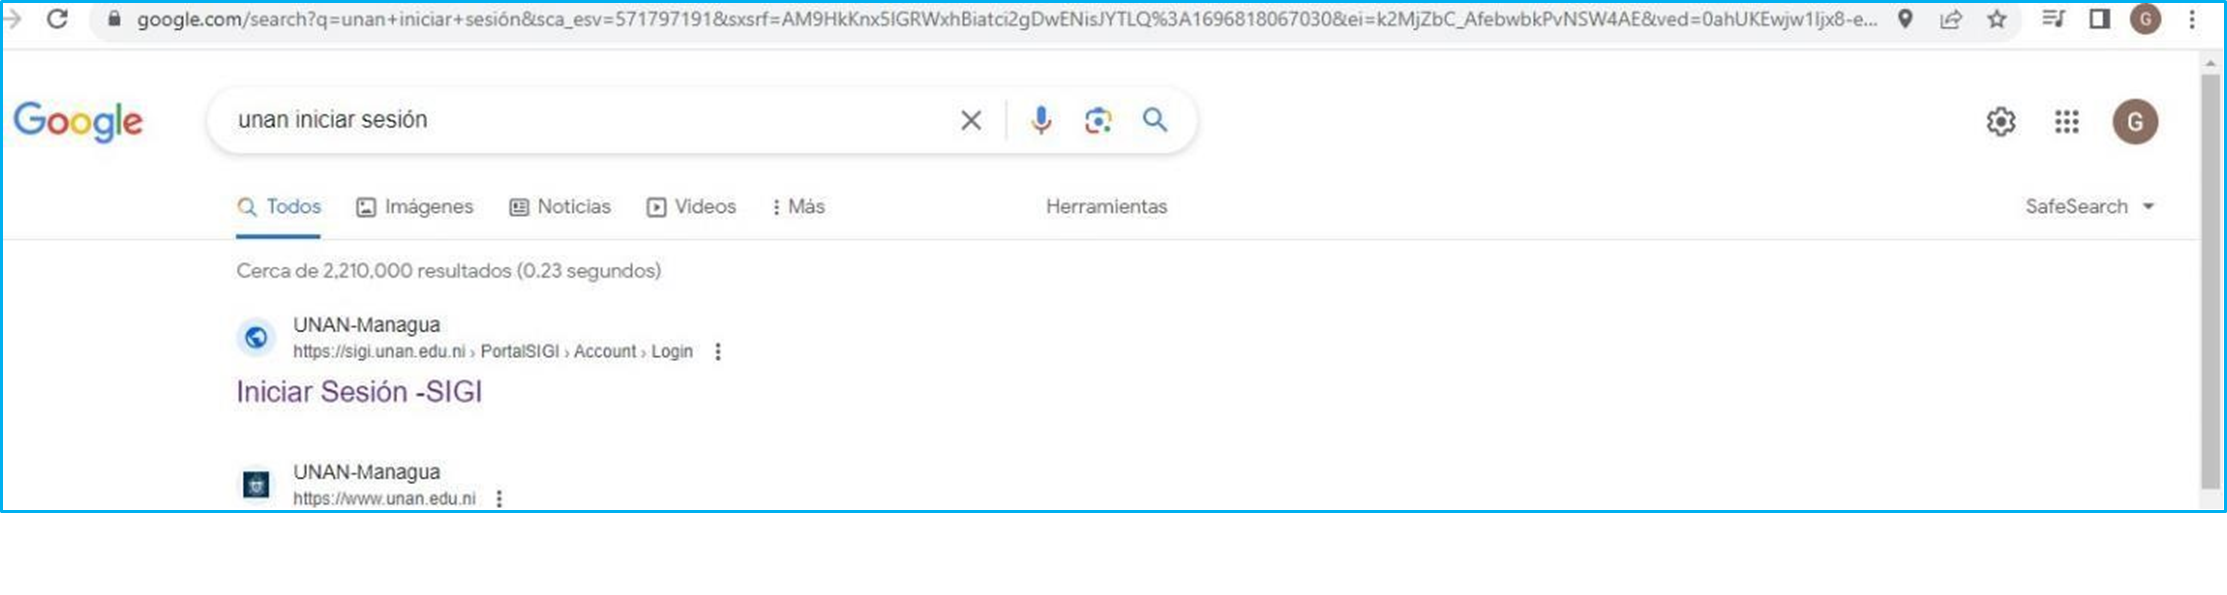 google.com/search?q=unan+iniciar+sesión&sca_esv=571797191&sxsrf=AM9HkKnx5IGRWxhBiatci2gDwENisJYTLQ%3A1696818067030&ei=k2MjZbC_AfebwbkPvNSW4AE&ved=0ahUKEwjw1ljx8-e...
G
Google
unan iniciar sesión
G
Todos
Imágenes
Noticias
Videos
Más
Herramientas
SafeSearch
Cerca de 2,210,000 resultados (0.23 segundos)
UNAN-Managua
https://sigi.unan.edu.ni › PortalSIGI › Account › Login
Iniciar Sesión -SIGI
UNAN-Managua
https://www.unan.edu.ni